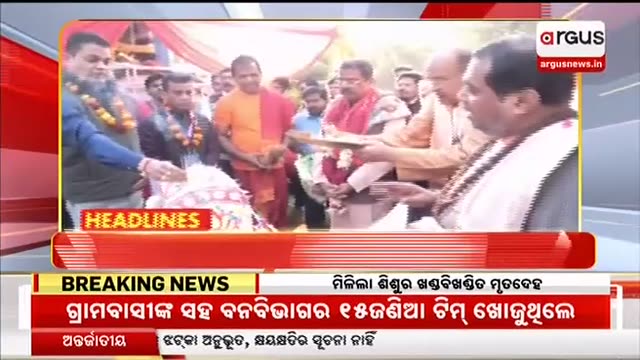 argus
argusnews.in
HEADLINES
BREAKING NEWS
ମିଳିଲା ଶିଶୁର ଖଣ୍ଡବିଖଣ୍ଡିତ ମୃତଦେହ
ଗ୍ରାମବାସୀଙ୍କ ସହ ବନବିଭାଗର ୧୫ଜଣିଆ ଟିମ୍ ଖୋଜୁଥିଲେ
ଅନ୍ତର୍ଜାତୀୟ
ଝଟ୍‌କା ଅନୁଭୂତ, କ୍ଷୟକ୍ଷତିର ସୂଚନା ନାହିଁ